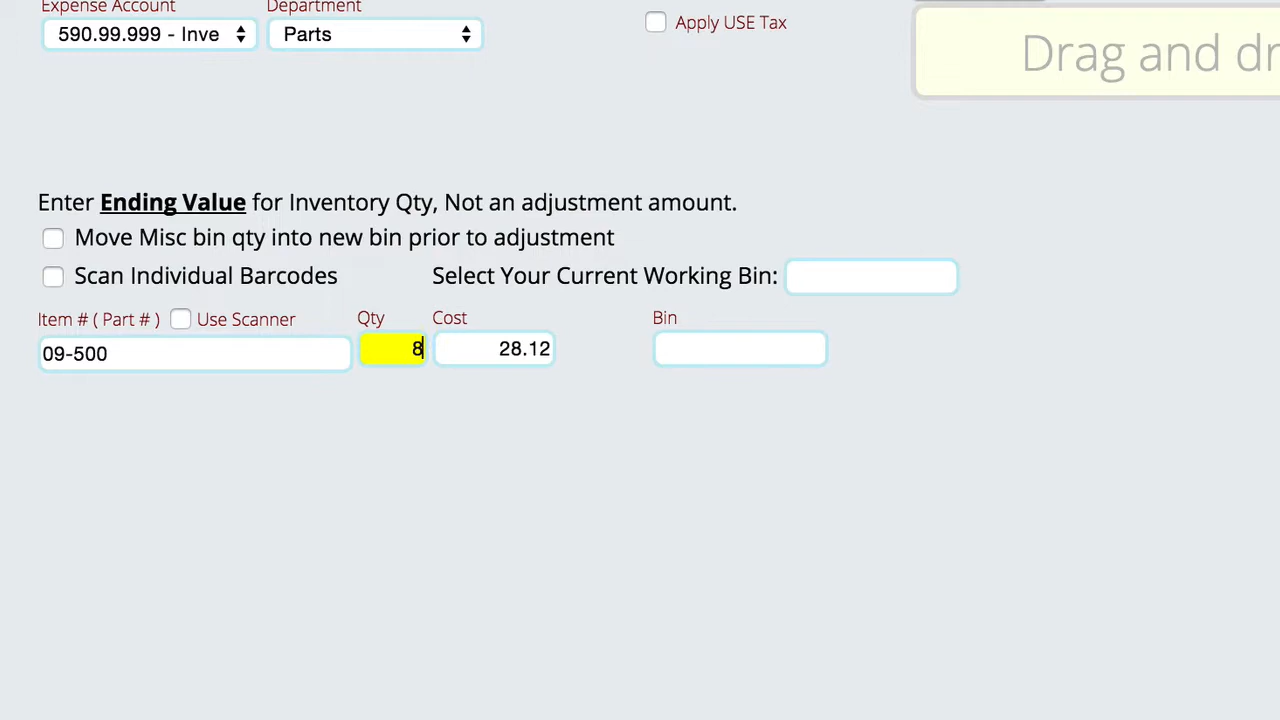 Expense Account Department
590.99.999 - Inve Parts Apply USE Tax
Drag and dr
Enter Ending Value for Inventory Qty, Not an adjustment amount.
Move Misc bin qty into new bin prior to adjustment
Scan Individual Barcodes Select Your Current Working Bin:
Item # ( Part # ) Use Scanner Qty Cost Bin
09-500 8 28.12